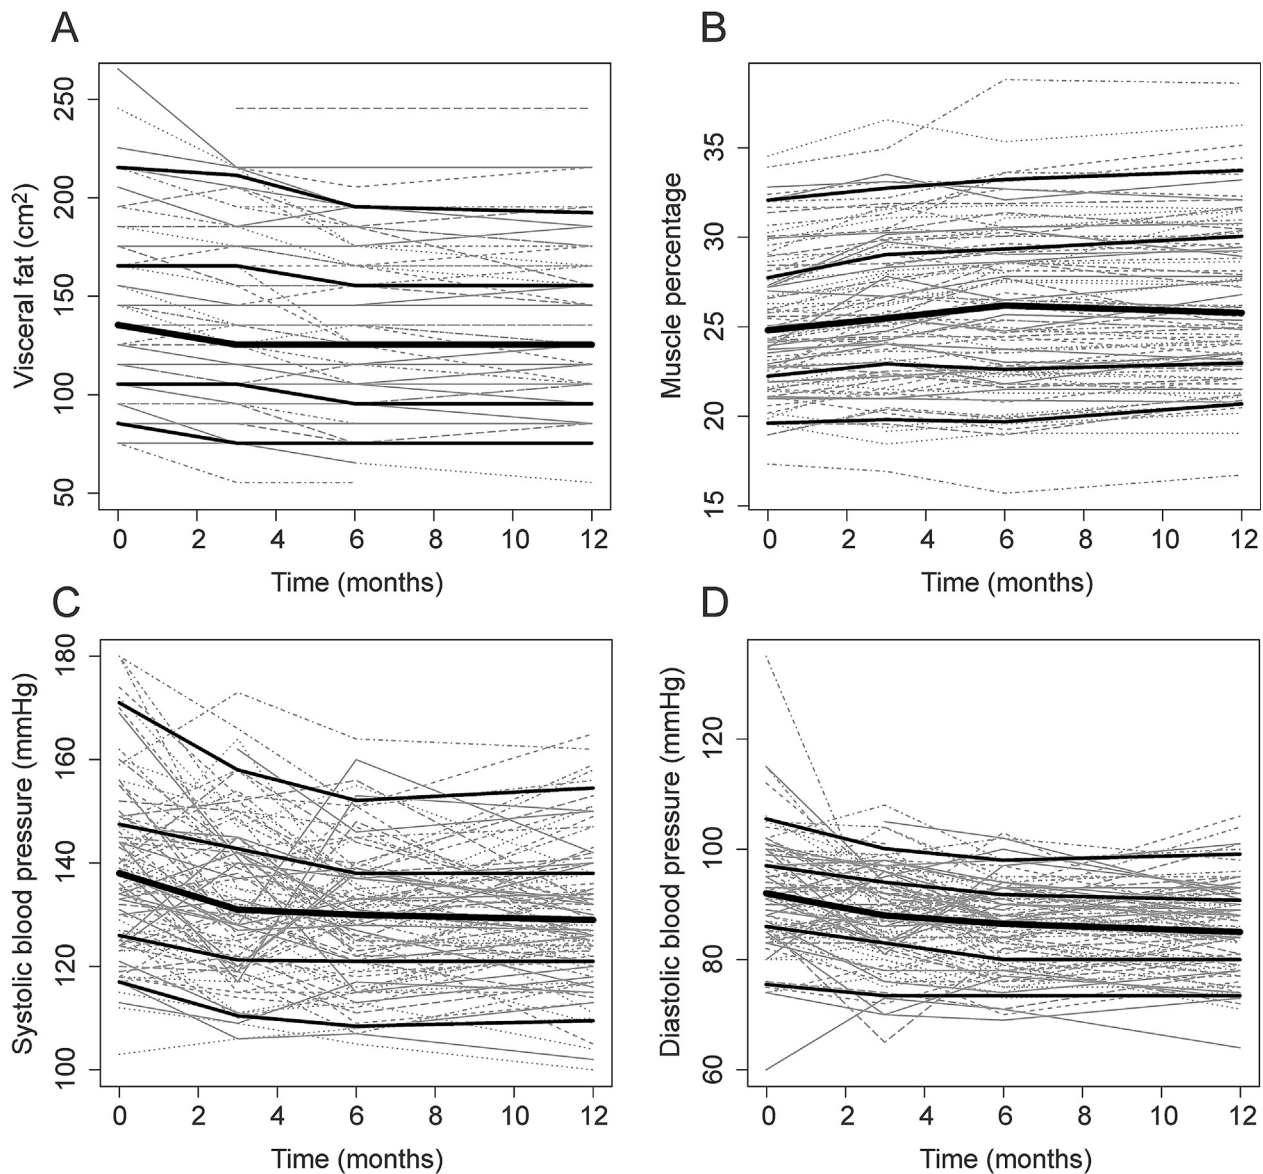 A
Visceral fat (cm2)
250
200
150
100
50
0 2 4 6 8 10 12
Time (months)
B
Muscle percentage
35
30
25
20
15
0 2 4 6 8 10 12
Time (months)
C
Systolic blood pressure (mmHg)
180
160
140
120
100
0 2 4 6 8 10 12
Time (months)
D
Diastolic blood pressure (mmHg)
120
100
80
60
0 2 4 6 8 10 12
Time (months)